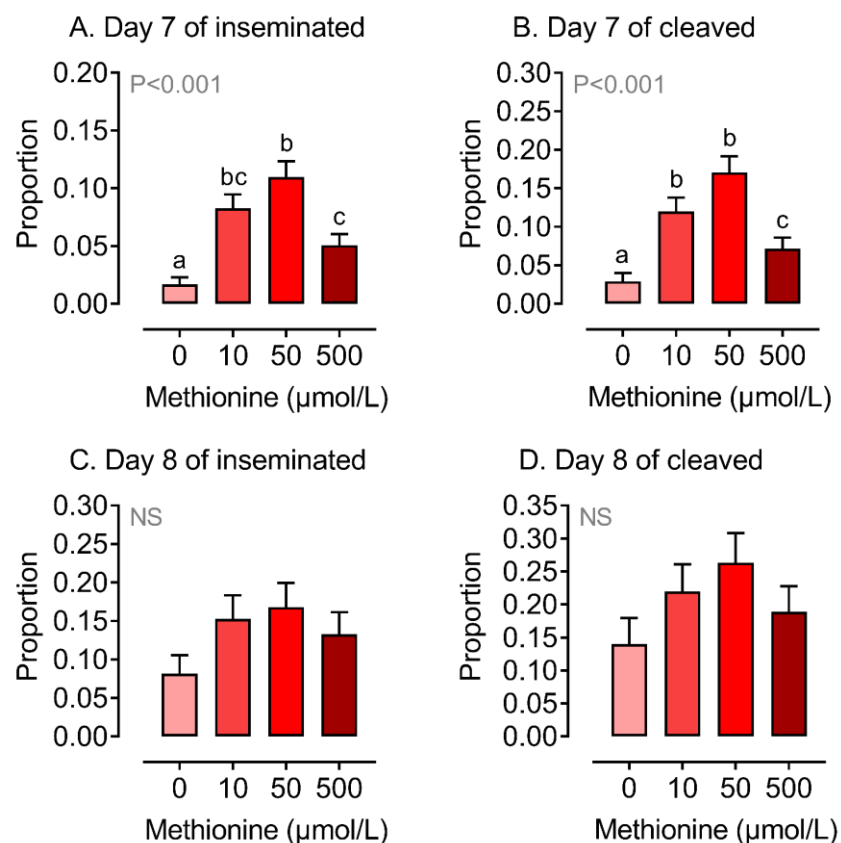 A. Day 7 of inseminated
P<0.001
Proportion
0.20
0.15
0.10
0.05
0.00
a
bc
b
c
0 10 50 500
Methionine (µmol/L)
B. Day 7 of cleaved
P<0.001
Proportion
0.30
0.25
0.20
0.15
0.10
0.05
0.00
a
b
b
c
0 10 50 500
Methionine (µmol/L)
C. Day 8 of inseminated
NS
Proportion
0.30
0.25
0.20
0.15
0.10
0.05
0.00
0 10 50 500
Methionine (µmol/L)
D. Day 8 of cleaved
NS
Proportion
0.35
0.30
0.25
0.20
0.15
0.10
0.05
0.00
0 10 50 500
Methionine (µmol/L)